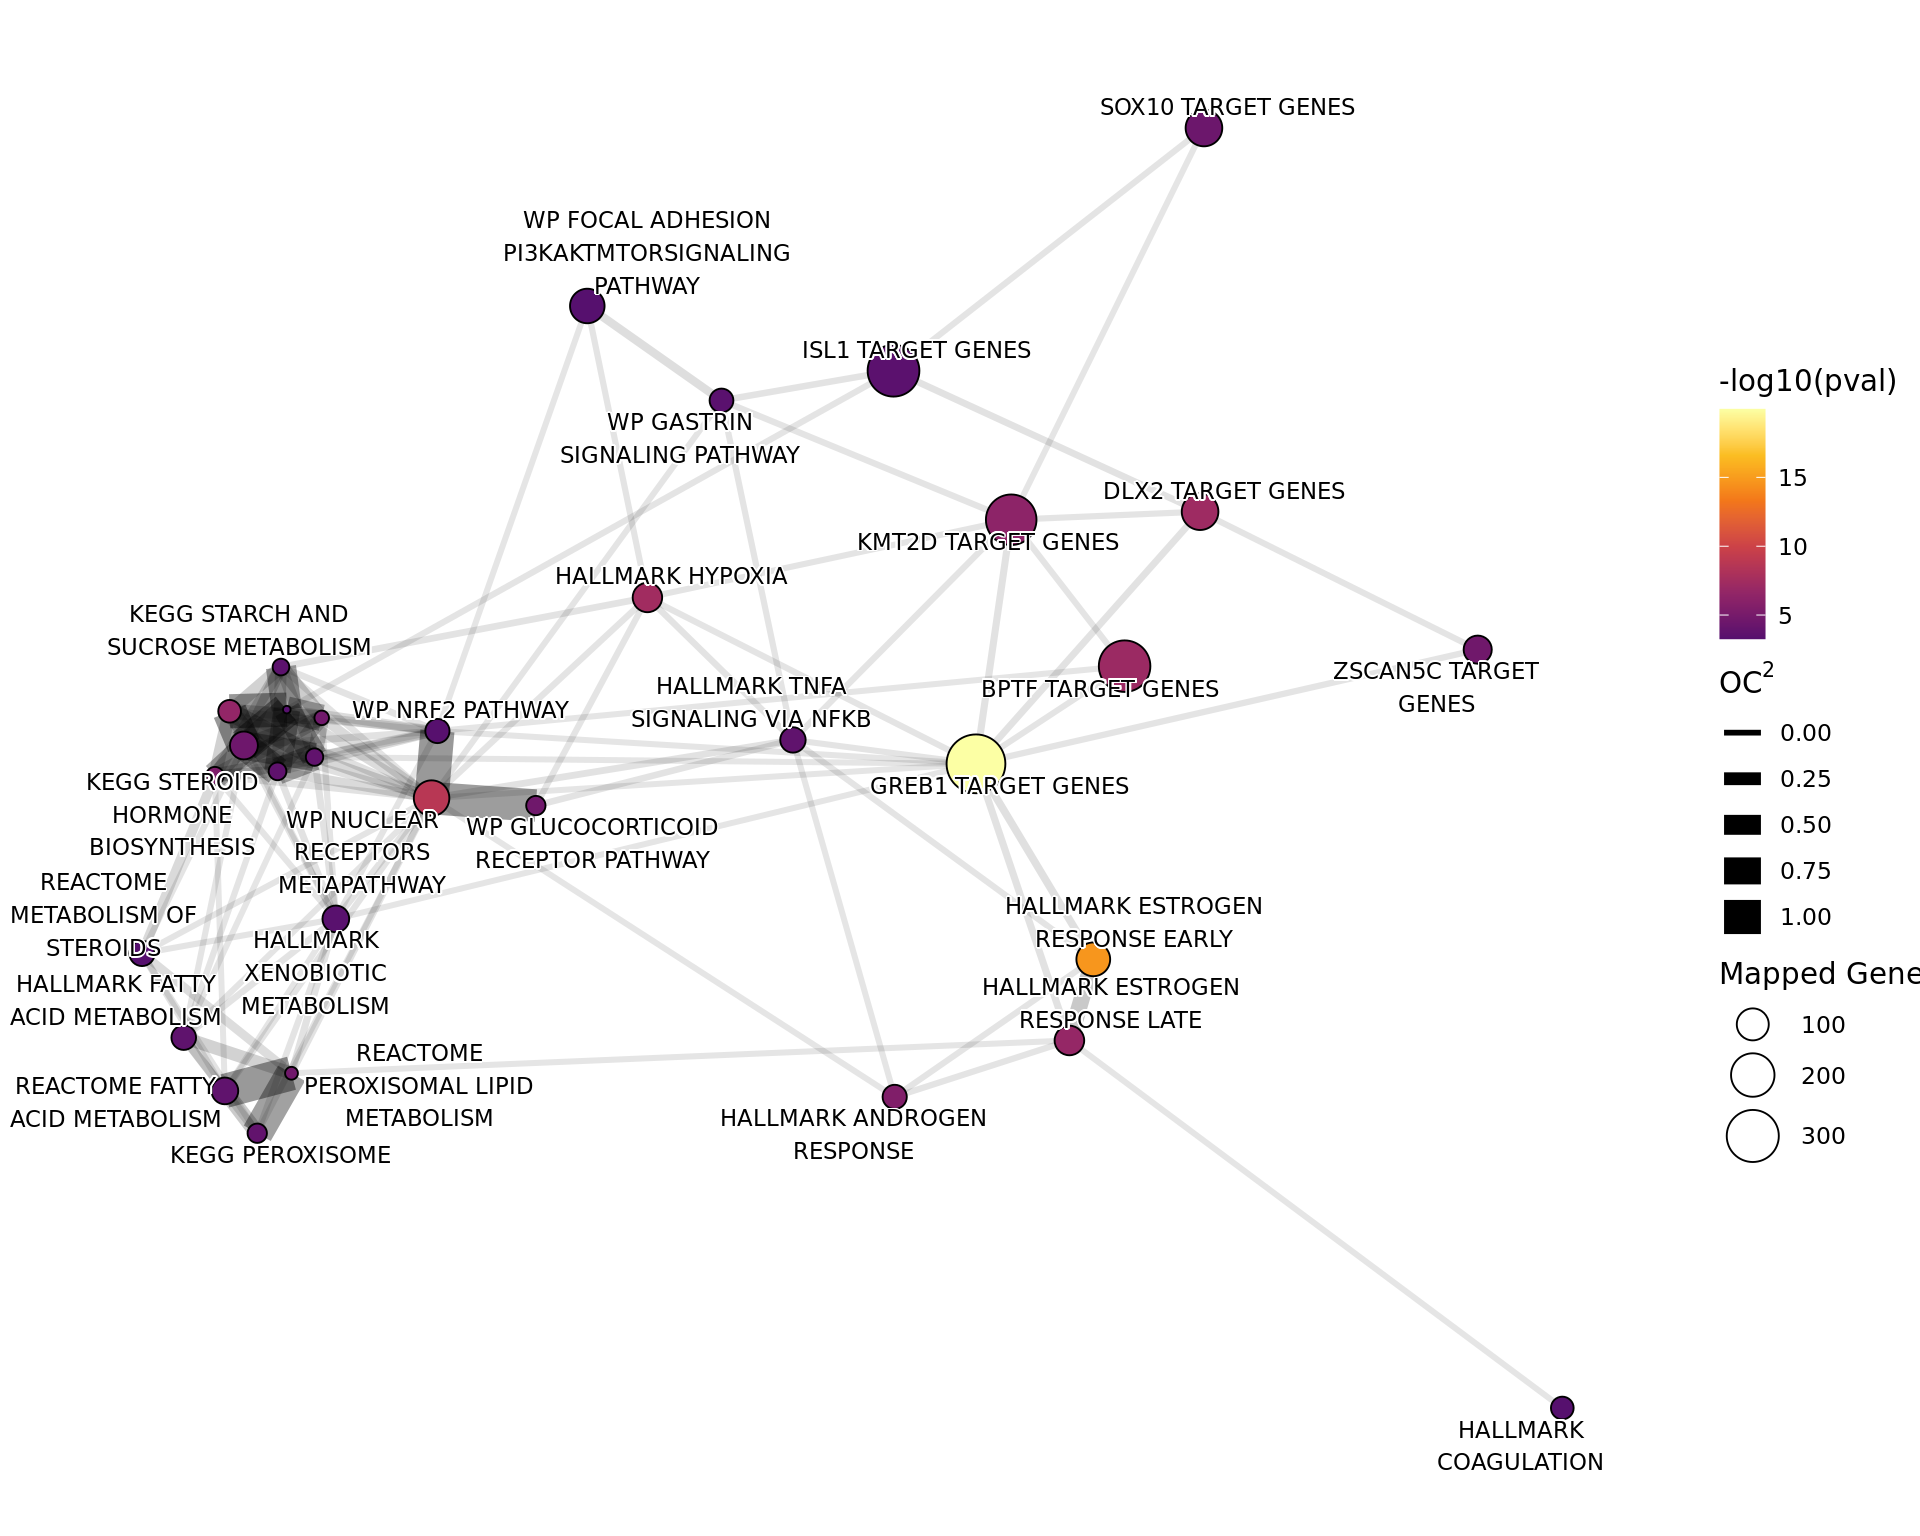 SOX10 TARGET GENES
WP FOCAL ADHESION
PI3KAKTMTORSIGNALING
PATHWAY
ISL1 TARGET GENES
WP GASTRIN
SIGNALING PATHWAY
DLX2 TARGET GENES
KMT2D TARGET GENES
HALLMARK HYPOXIA
KEGG STARCH AND
SUCROSE METABOLISM
ZSCAN5C TARGET
GENES
BPTF TARGET GENES
HALLMARK TNFA
SIGNALING VIA NFKB
WP NRF2 PATHWAY
GREB1 TARGET GENES
KEGG STEROID
HORMONE
BIOSYNTHESIS
WP NUCLEAR
RECEPTORS
METAPATHWAY
WP GLUCOCORTICOID
RECEPTOR PATHWAY
REACTOME
METABOLISM OF
STEROIDS
HALLMARK
XENOBIOTIC
METABOLISM
HALLMARK ESTROGEN
RESPONSE EARLY
HALLMARK ESTROGEN
RESPONSE LATE
HALLMARK FATTY
ACID METABOLISM
REACTOME
PEROXISOMAL LIPID
METABOLISM
REACTOME FATTY
ACID METABOLISM
KEGG PEROXISOME
HALLMARK ANDROGEN
RESPONSE
HALLMARK
COAGULATION
-log10(pval)
15
10
5
OC2
0.00
0.25
0.50
0.75
1.00
Mapped Gene
100
200
300